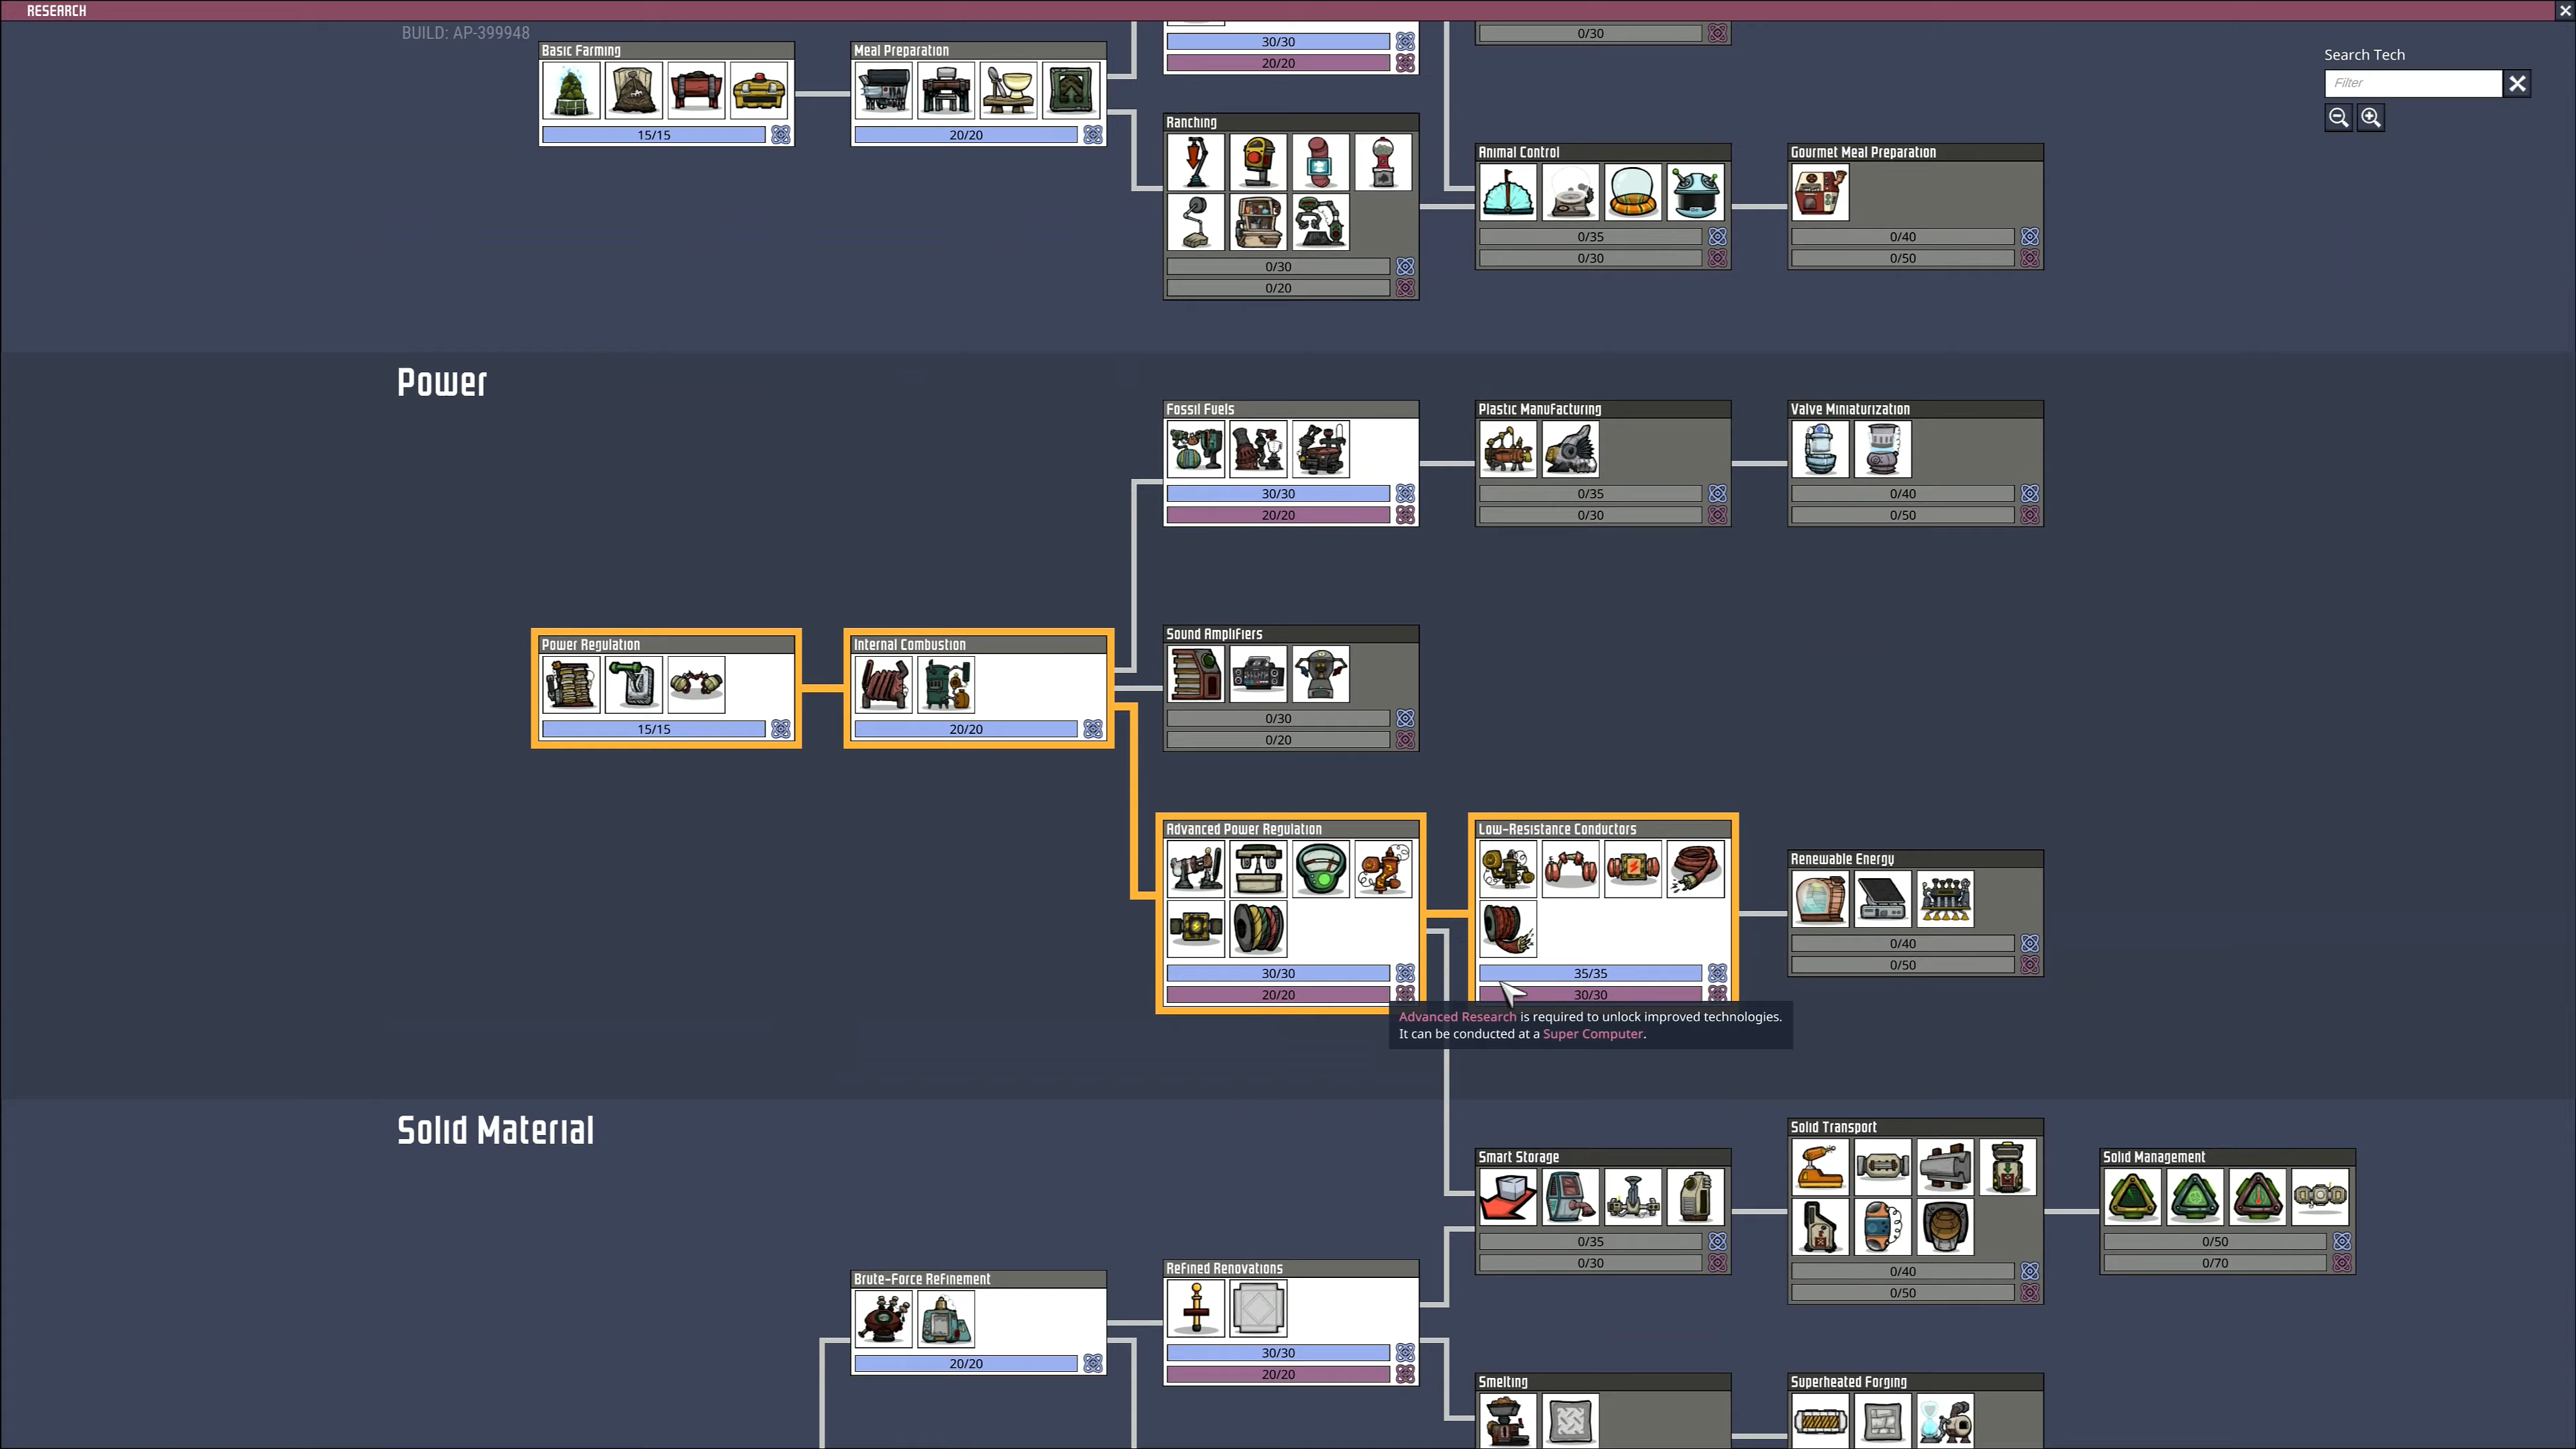 RESEARCH
BUILD: AP-399948
Search Tech
Filter
30/30
20/20
0/30
Basic Farming
15/15
Meal Preparation
20/20
Ranching
0/30
0/20
Animal Control
0/35
0/30
Gourmet Meal Preparation
0/40
0/50
Power
Fossil Fuels
30/30
20/20
Plastic Manufacturing
0/35
0/30
Valve Miniaturization
0/40
0/50
Power Regulation
15/15
Internal Combustion
20/20
Sound Amplifiers
0/30
0/20
Advanced Power Regulation
30/30
20/20
Low-Resistance Conductors
35/35
30/30
Renewable Energy
0/40
0/50
Advanced Research is required to unlock improved technologies.
It can be conducted at a Super Computer.
Solid Material
Smart Storage
0/35
0/30
Solid Transport
0/40
0/50
Solid Management
0/50
0/70
Brute-Force Refinement
20/20
Refined Renovations
30/30
20/20
Smelting
Superheated Forging